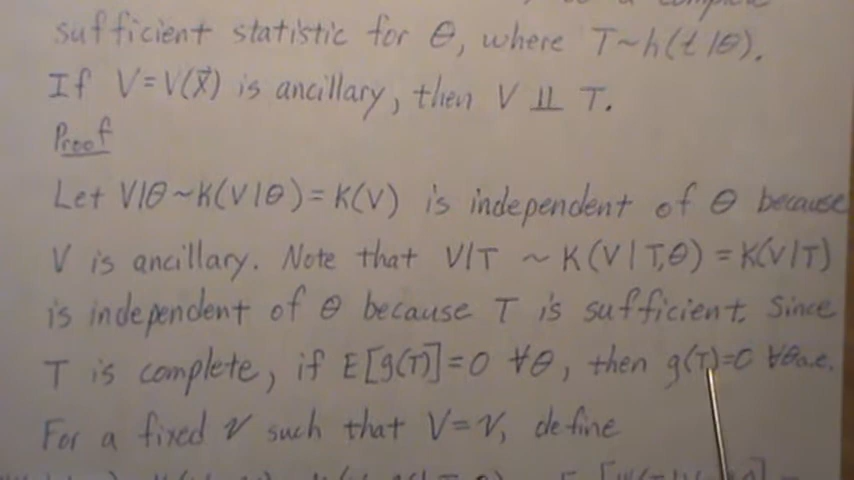 complete
sufficient statistic for θ, where T~h(t|θ).
If V=V(X⃗) is ancillary, then V ⫫ T.
Proof
Let V|θ~K(V|θ)=K(V) is independent of θ because
V is ancillary. Note that V|T ~ K(V|T,θ)=K(V|T)
is independent of θ because T is sufficient. Since
T is complete, if E[g(T)]=0 ∀θ, then g(T)=0 ∀θ a.e.
For a fixed v such that V=v, define